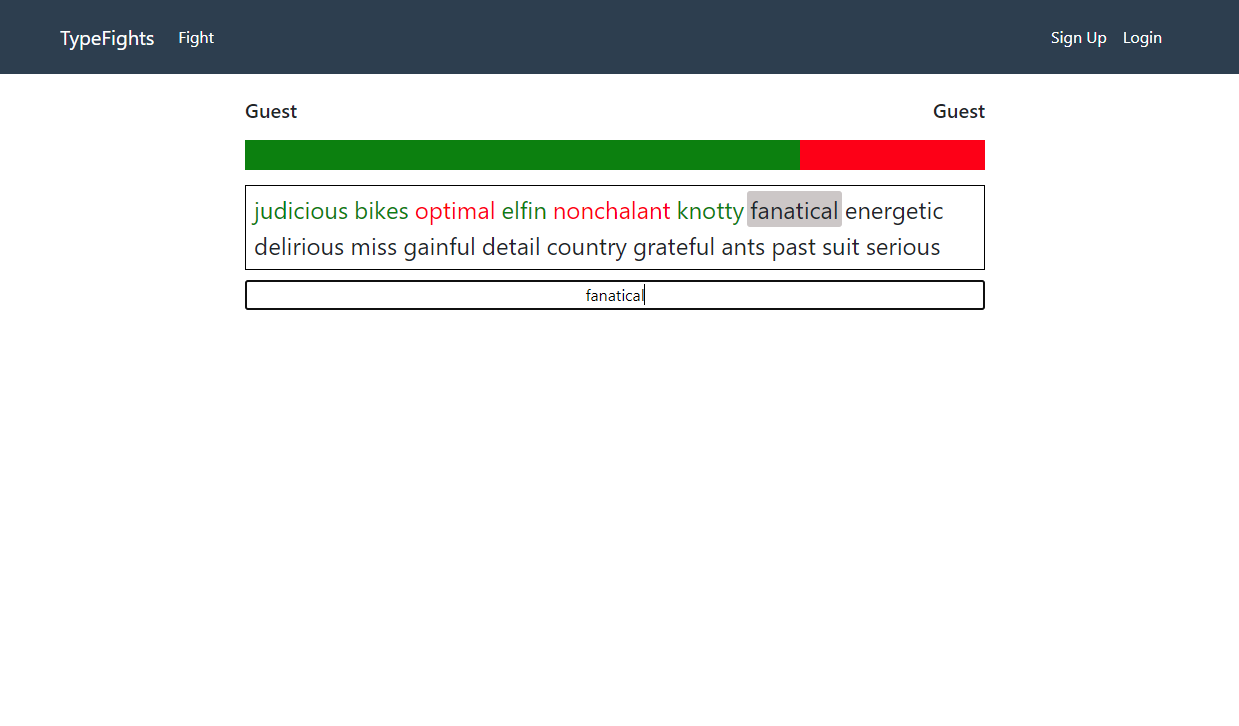 TypeFights Fight Sign Up Login
Guest Guest
judicious bikes optimal elfin nonchalant knotty fanatical energetic
delirious miss gainful detail country grateful ants past suit serious
fanatical